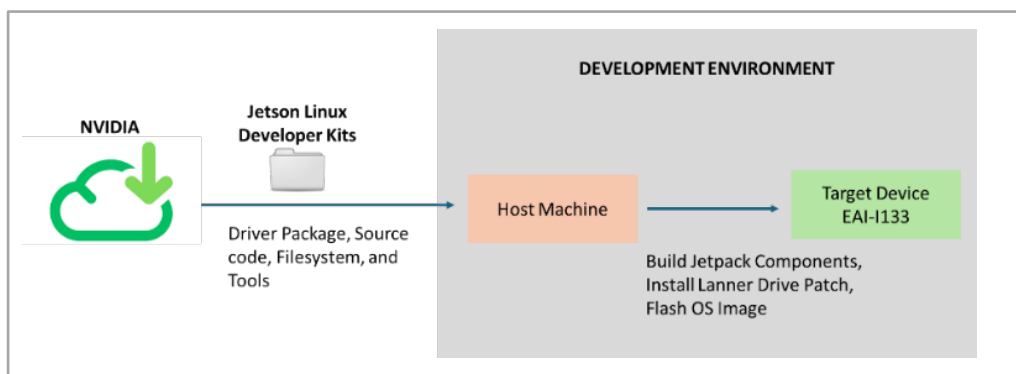 DEVELOPMENT ENVIRONMENT
NVIDIA
Jetson Linux
Developer Kits
Driver Package, Source
code, Filesystem, and
Tools
Host Machine
Target Device
EAI-I133
Build Jetpack Components,
Install Lanner Drive Patch,
Flash OS Image